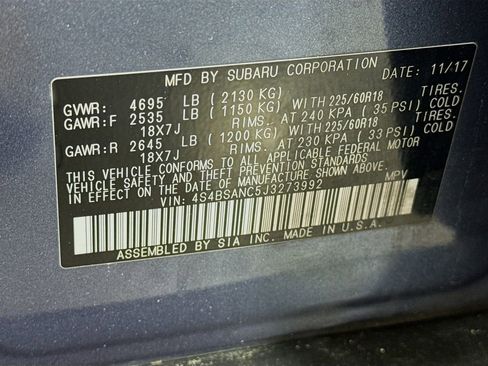 MFD BY SUBARU CORPORATION DATE: 11/17
GVWR: 4695 LB (2130 KG)
GAWR:F 2535 LB (1150 KG) WITH 225/60R18 TIRES.
18X7J RIMS. AT 240 KPA (35 PSI) COLD.
GAWR:R 2645 LB (1200 KG) WITH 225/60R18 TIRES.
18X7J RIMS. AT 230 KPA (33 PSI) COLD.
THIS VEHICLE CONFORMS TO ALL APPLICABLE FEDERAL MOTOR
VEHICLE SAFETY AND THEFT PREVENTION STANDARDS
IN EFFECT ON THE DATE OF MANUFACTURE SHOWN ABOVE.
VIN: 4S4BSANC5J3273992 MPV
ASSEMBLED BY SIA INC. MADE IN U.S.A.